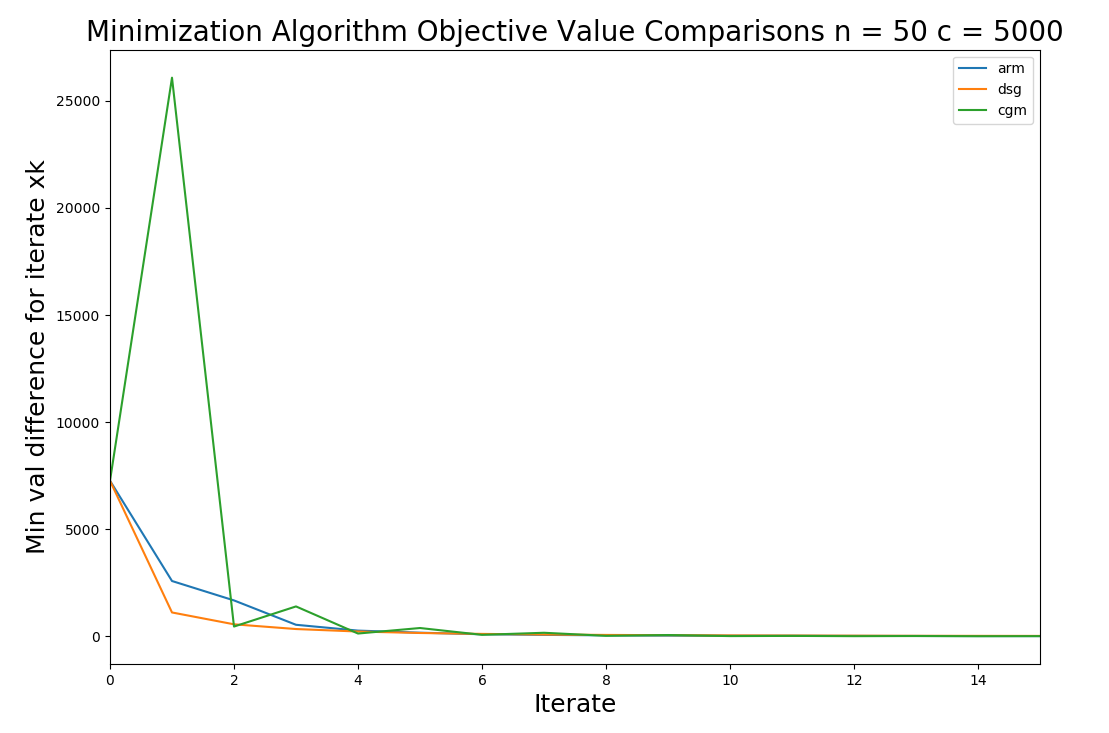 Minimization Algorithm Objective Value Comparisons n = 50 c = 5000
arm
dsg
cgm
Min val difference for iterate xk
25000
20000
15000
10000
5000
0
0 2 4 6 8 10 12 14
Iterate